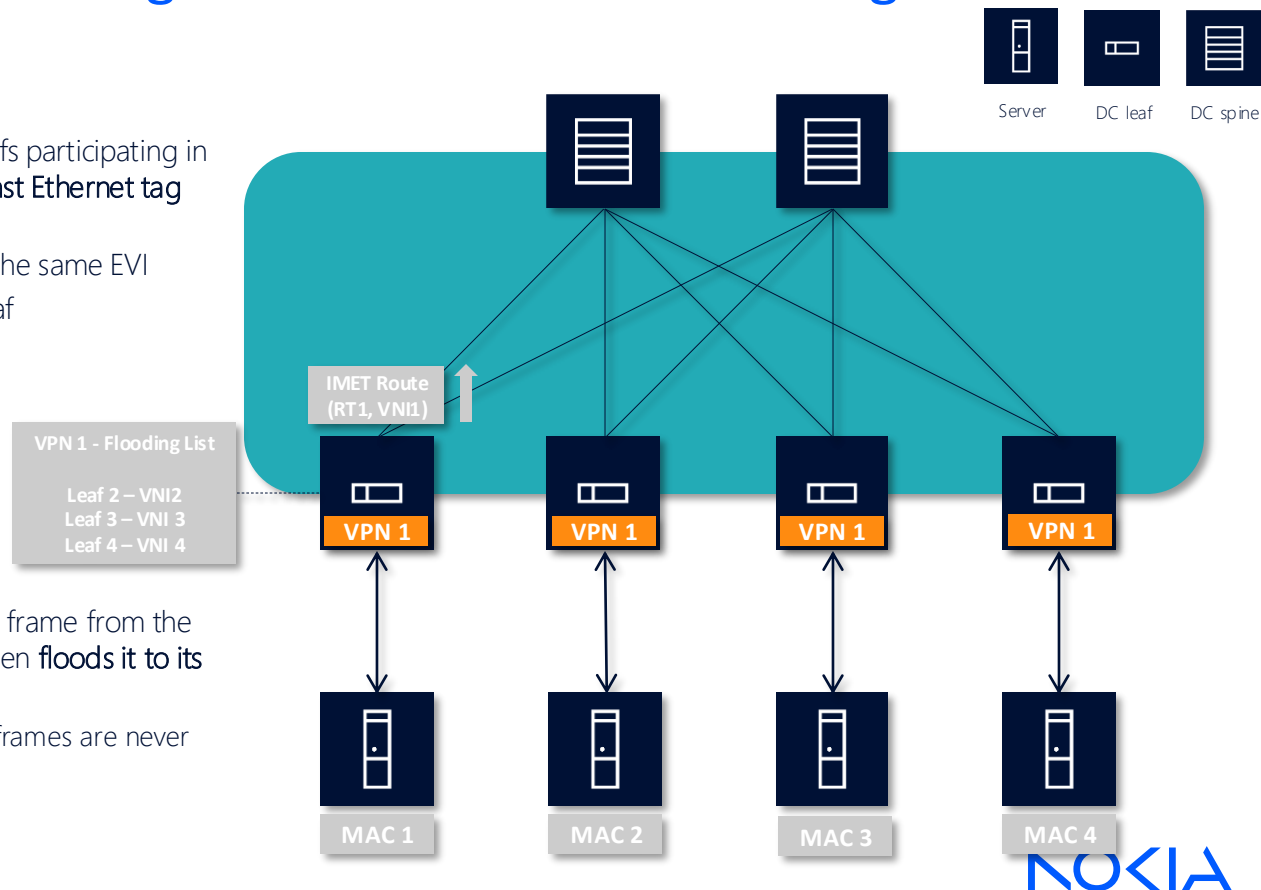 Server DC leaf DC spine
fs participating in
ast Ethernet tag
he same EVI
af
IMET Route
(RT1, VNI1)
VPN 1 - Flooding List
Leaf 2 – VNI2
Leaf 3 – VNI 3
Leaf 4 – VNI 4
VPN 1 VPN 1 VPN 1 VPN 1
frame from the
en floods it to its
frames are never
MAC 1 MAC 2 MAC 3 MAC 4
NOKIA